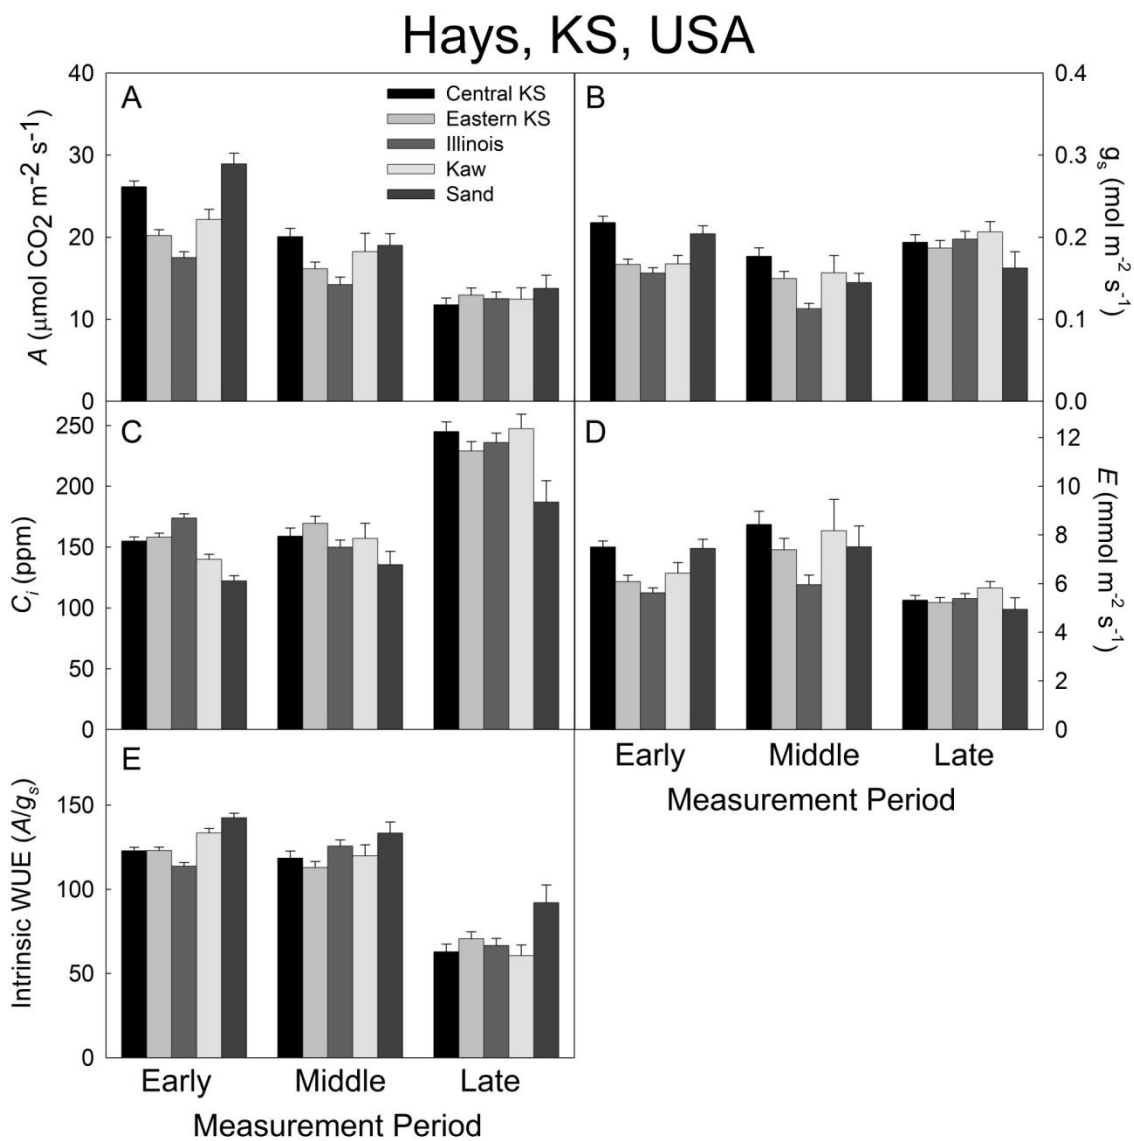 Hays, KS, USA
A
Central KS
Eastern KS
Illinois
Kaw
Sand
40
30
20
10
0
A (μmol CO2 m-2 s-1)
B
0.4
0.3
0.2
0.1
0.0
gs (mol m-2 s-1)
C
250
200
150
100
50
0
Ci (ppm)
D
12
10
8
6
4
2
0
E (mmol m-2 s-1)
Early Middle Late
Measurement Period
E
150
100
50
0
Intrinsic WUE (A/gs)
Early Middle Late
Measurement Period